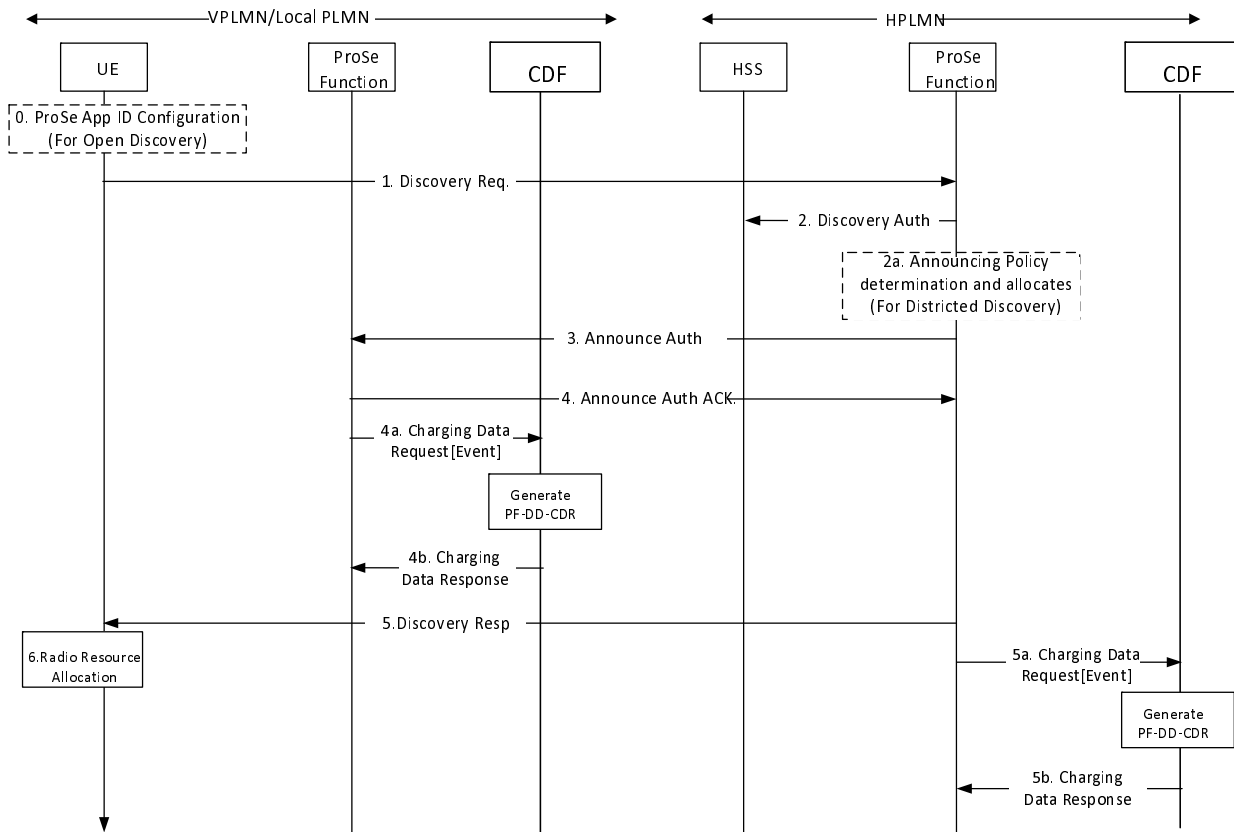 VPLMN/Local PLMN
HPLMN
UE
ProSe
Function
CDF
HSS
ProSe
Function
CDF
0. ProSe App ID Configuration
(For Open Discovery)
1. Discovery Req.
2. Discovery Auth
2a. Announcing Policy
determination and allocates
(For Districted Discovery)
3. Announce Auth
4. Announce Auth ACK.
4a. Charging Data
Request[Event]
Generate
PF-DD-CDR
4b. Charging
Data Response
5.Discovery Resp
6.Radio Resource
Allocation
5a. Charging Data
Request[Event]
Generate
PF-DD-CDR
5b. Charging
Data Response